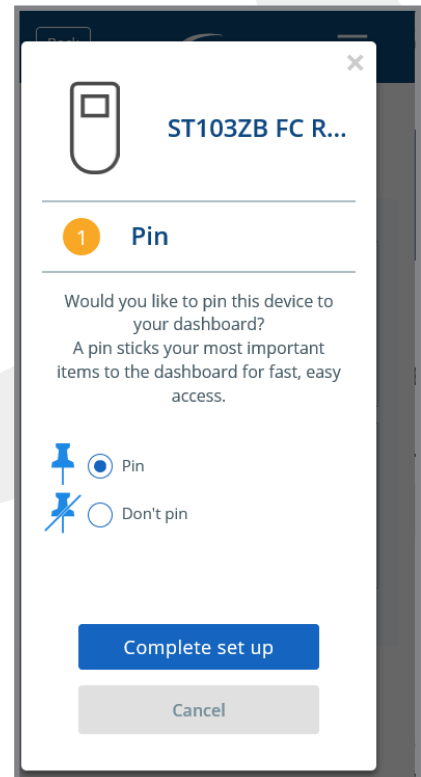 Back
×
ST103ZB FC R...
1 Pin
Would you like to pin this device to
your dashboard?
A pin sticks your most important
items to the dashboard for fast, easy
access.
Pin
Don't pin
Complete set up
Cancel